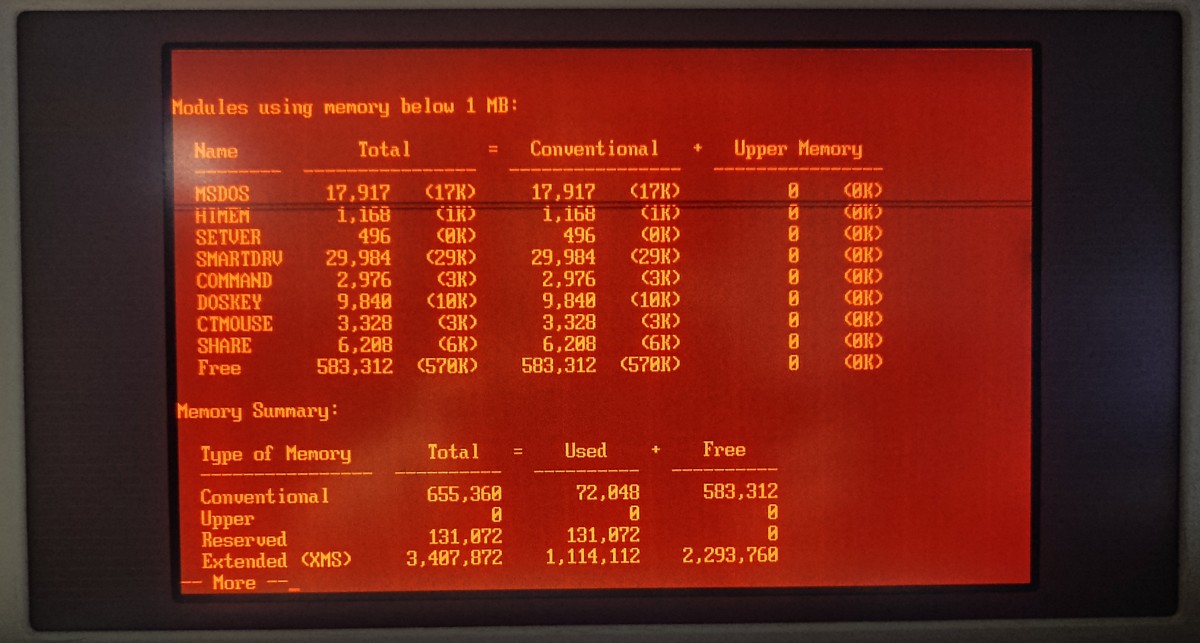 Modules using memory below 1 MB:
Name Total = Conventional + Upper Memory
-------- ---------------- ---------------- ----------------
MSDOS 17,917 (17K) 17,917 (17K) 0 (0K)
HIMEM 1,168 (1K) 1,168 (1K) 0 (0K)
SETVER 496 (0K) 496 (0K) 0 (0K)
SMARTDRV 29,984 (29K) 29,984 (29K) 0 (0K)
COMMAND 2,976 (3K) 2,976 (3K) 0 (0K)
DOSKEY 9,840 (10K) 9,840 (10K) 0 (0K)
CTMOUSE 3,328 (3K) 3,328 (3K) 0 (0K)
SHARE 6,208 (6K) 6,208 (6K) 0 (0K)
Free 583,312 (570K) 583,312 (570K) 0 (0K)
Memory Summary:
Type of Memory Total = Used + Free
---------------- ---------- ---------- ----------
Conventional 655,360 72,048 583,312
Upper 0 0 0
Reserved 131,072 131,072 0
Extended (XMS) 3,407,872 1,114,112 2,293,760
-- More --_